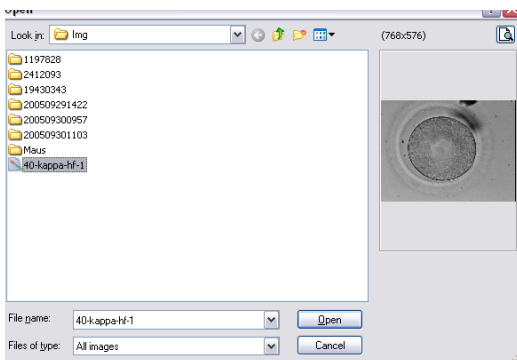 Open
Look in: Img (768x576)
1197828
2412093
19430343
200509291422
200509300957
200509301103
Maus
40-kappa-hf-1
File name: 40-kappa-hf-1 Open
Files of type: All images Cancel